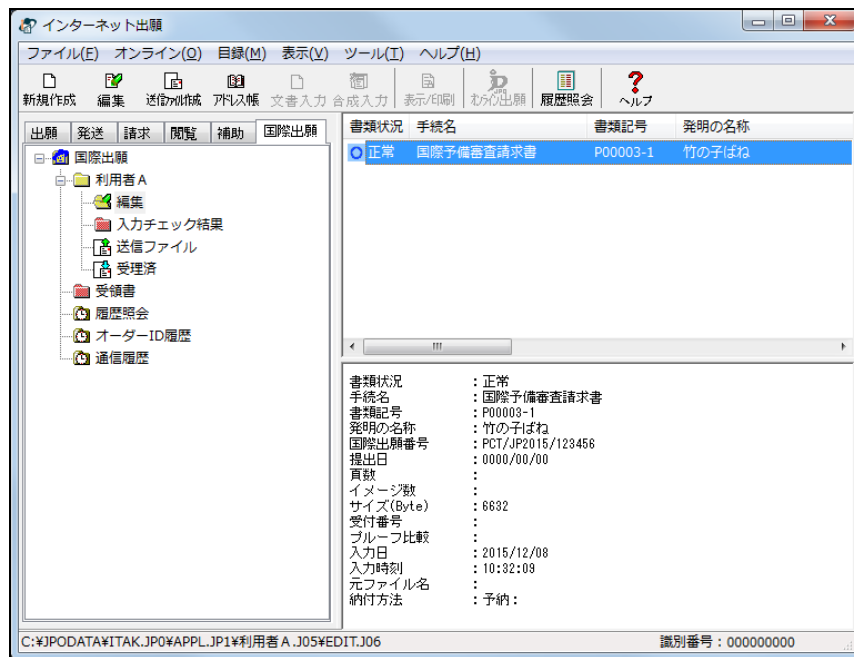 インターネット出願
ファイル(F) オンライン(O) 目録(M) 表示(V) ツール(T) ヘルプ(H)
新規作成 編集 送信ファイル作成 アドレス帳 文書入力 合成入力 表示/印刷 オンライン出願 履歴照会 ヘルプ
出願 発送 請求 閲覧 補助 国際出願
国際出願
利用者A
編集
入力チェック結果
送信ファイル
受理済
受領書
履歴照会
オーダーID履歴
通信履歴
書類状況 手続名 書類記号 発明の名称
正常 国際予備審査請求書 P00003-1 竹の子ばね
書類状況 :正常
手続名 :国際予備審査請求書
書類記号 :P00003-1
発明の名称 :竹の子ばね
国際出願番号 :PCT/JP2015/123456
提出日 :0000/00/00
頁数 :
イメージ数 :
サイズ(Byte) :6632
受付番号 :
プルーフ比較 :
入力日 :2015/12/08
入力時刻 :10:32:09
元ファイル名 :
納付方法 :予納:
C:¥JPODATA¥ITAK.JP0¥APPL.JP1¥利用者A.J05¥EDIT.J06 識別番号:000000000